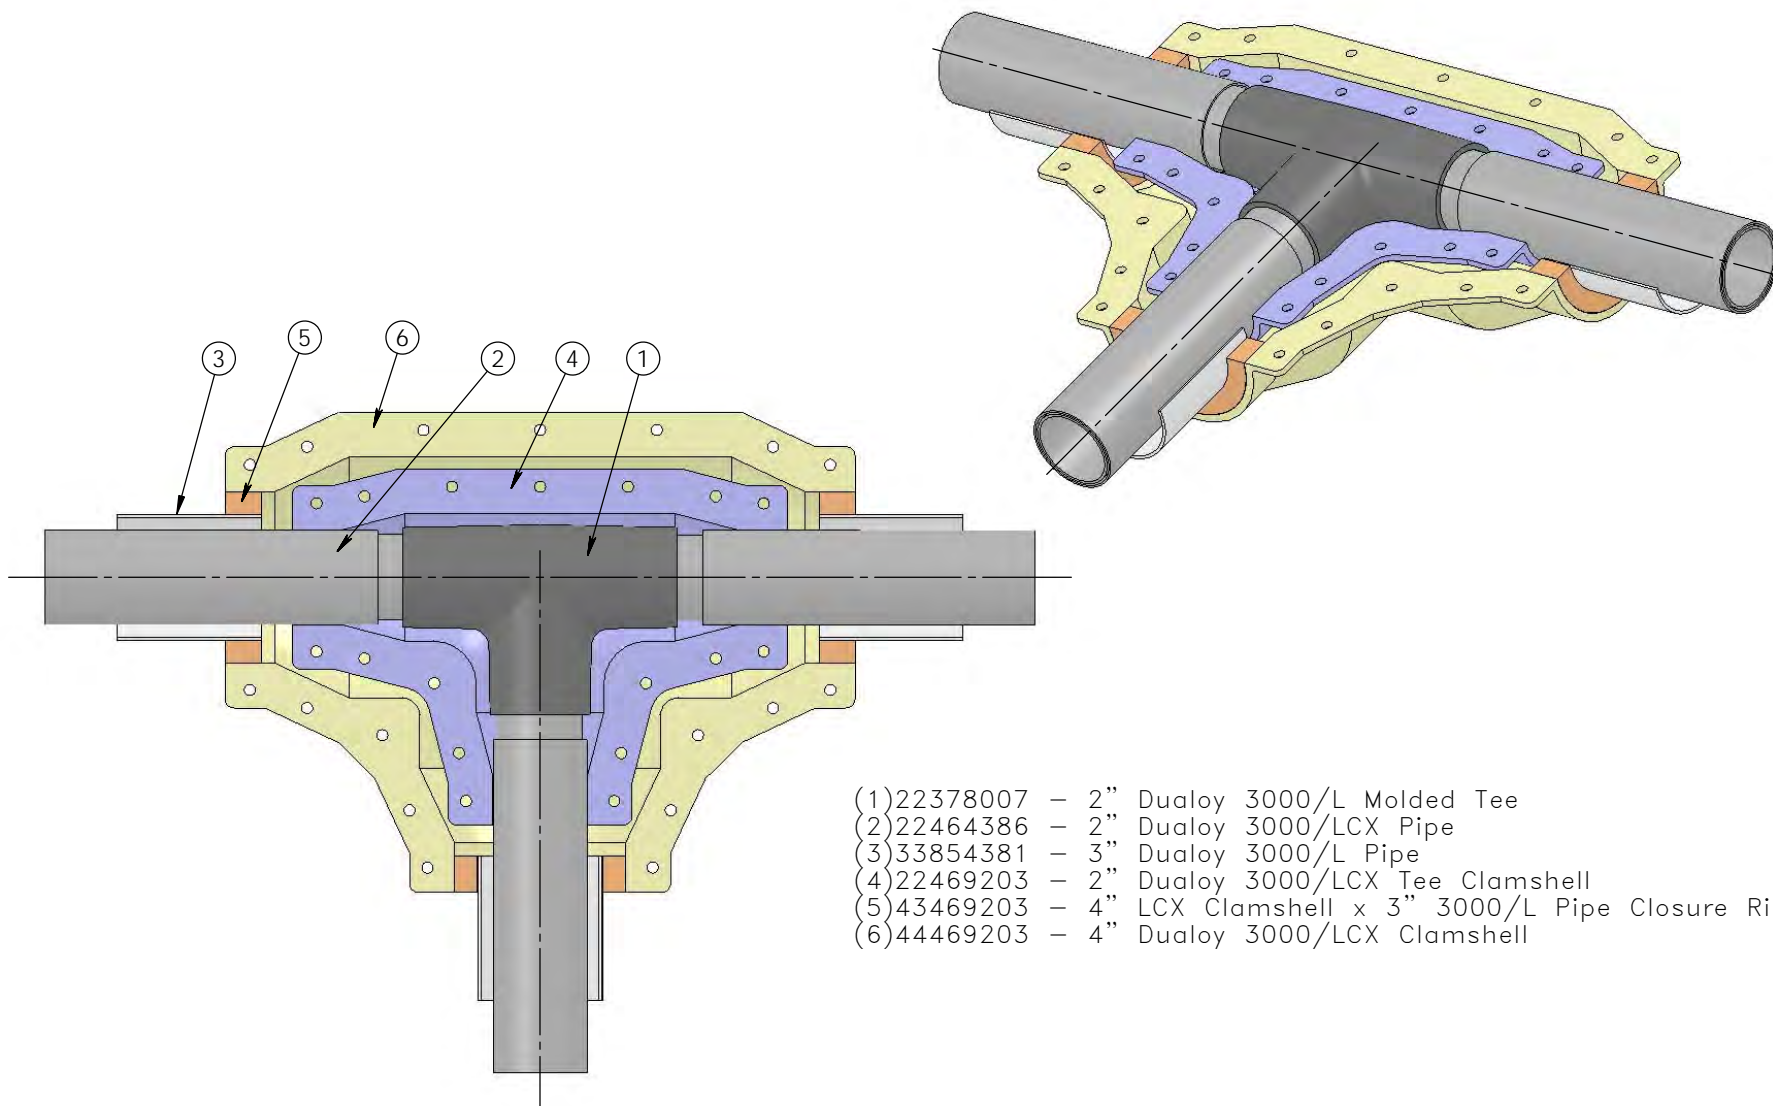 3
5
6
2
4
1
(1)22378007 – 2” Dualoy 3000/L Molded Tee
(2)22464386 – 2” Dualoy 3000/LCX Pipe
(3)33854381 – 3” Dualoy 3000/L Pipe
(4)22469203 – 2” Dualoy 3000/LCX Tee Clamshell
(5)43469203 – 4” LCX Clamshell x 3” 3000/L Pipe Closure Ri
(6)44469203 – 4” Dualoy 3000/LCX Clamshell